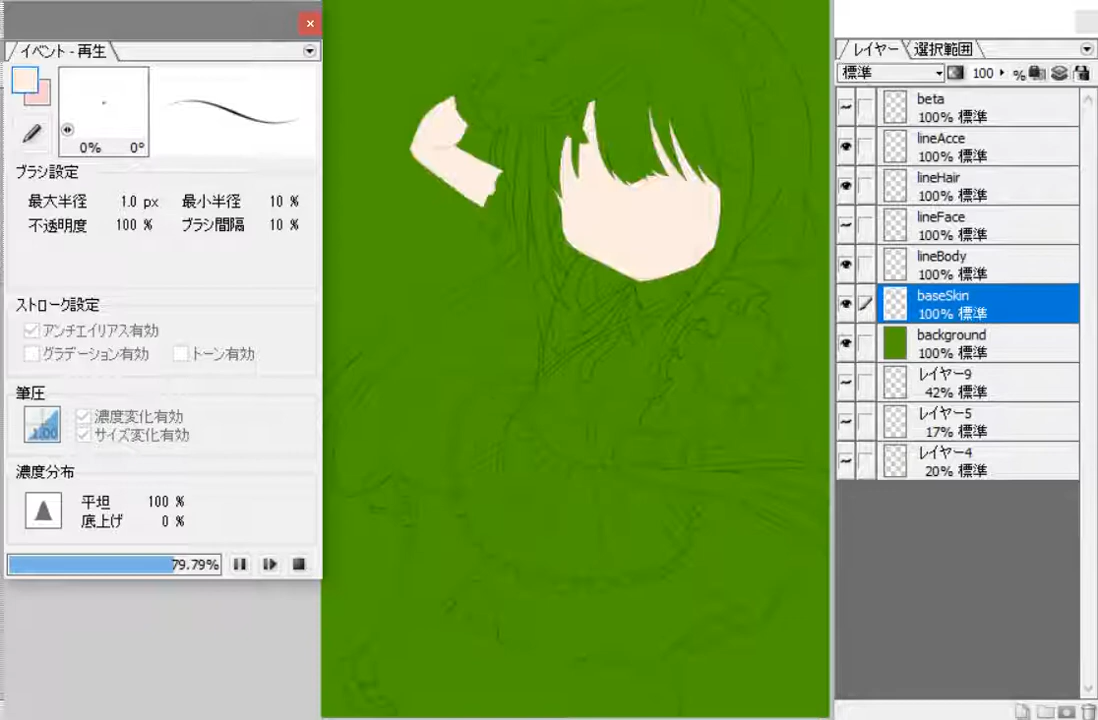 イベント - 再生
0% 0°
ブラシ設定
最大半径 1.0 px 最小半径 10 %
不透明度 100 % ブラシ間隔 10 %
ストローク設定
アンチエイリアス有効
グラデーション有効 トーン有効
筆圧
1.00
濃度変化有効
サイズ変化有効
濃度分布
平坦 100 %
底上げ 0 %
79.79%
レイヤー 選択範囲
標準 100 %
beta
100% 標準
lineAcce
100% 標準
lineHair
100% 標準
lineFace
100% 標準
lineBody
100% 標準
baseSkin
100% 標準
background
100% 標準
レイヤー9
42% 標準
レイヤー5
17% 標準
レイヤー4
20% 標準